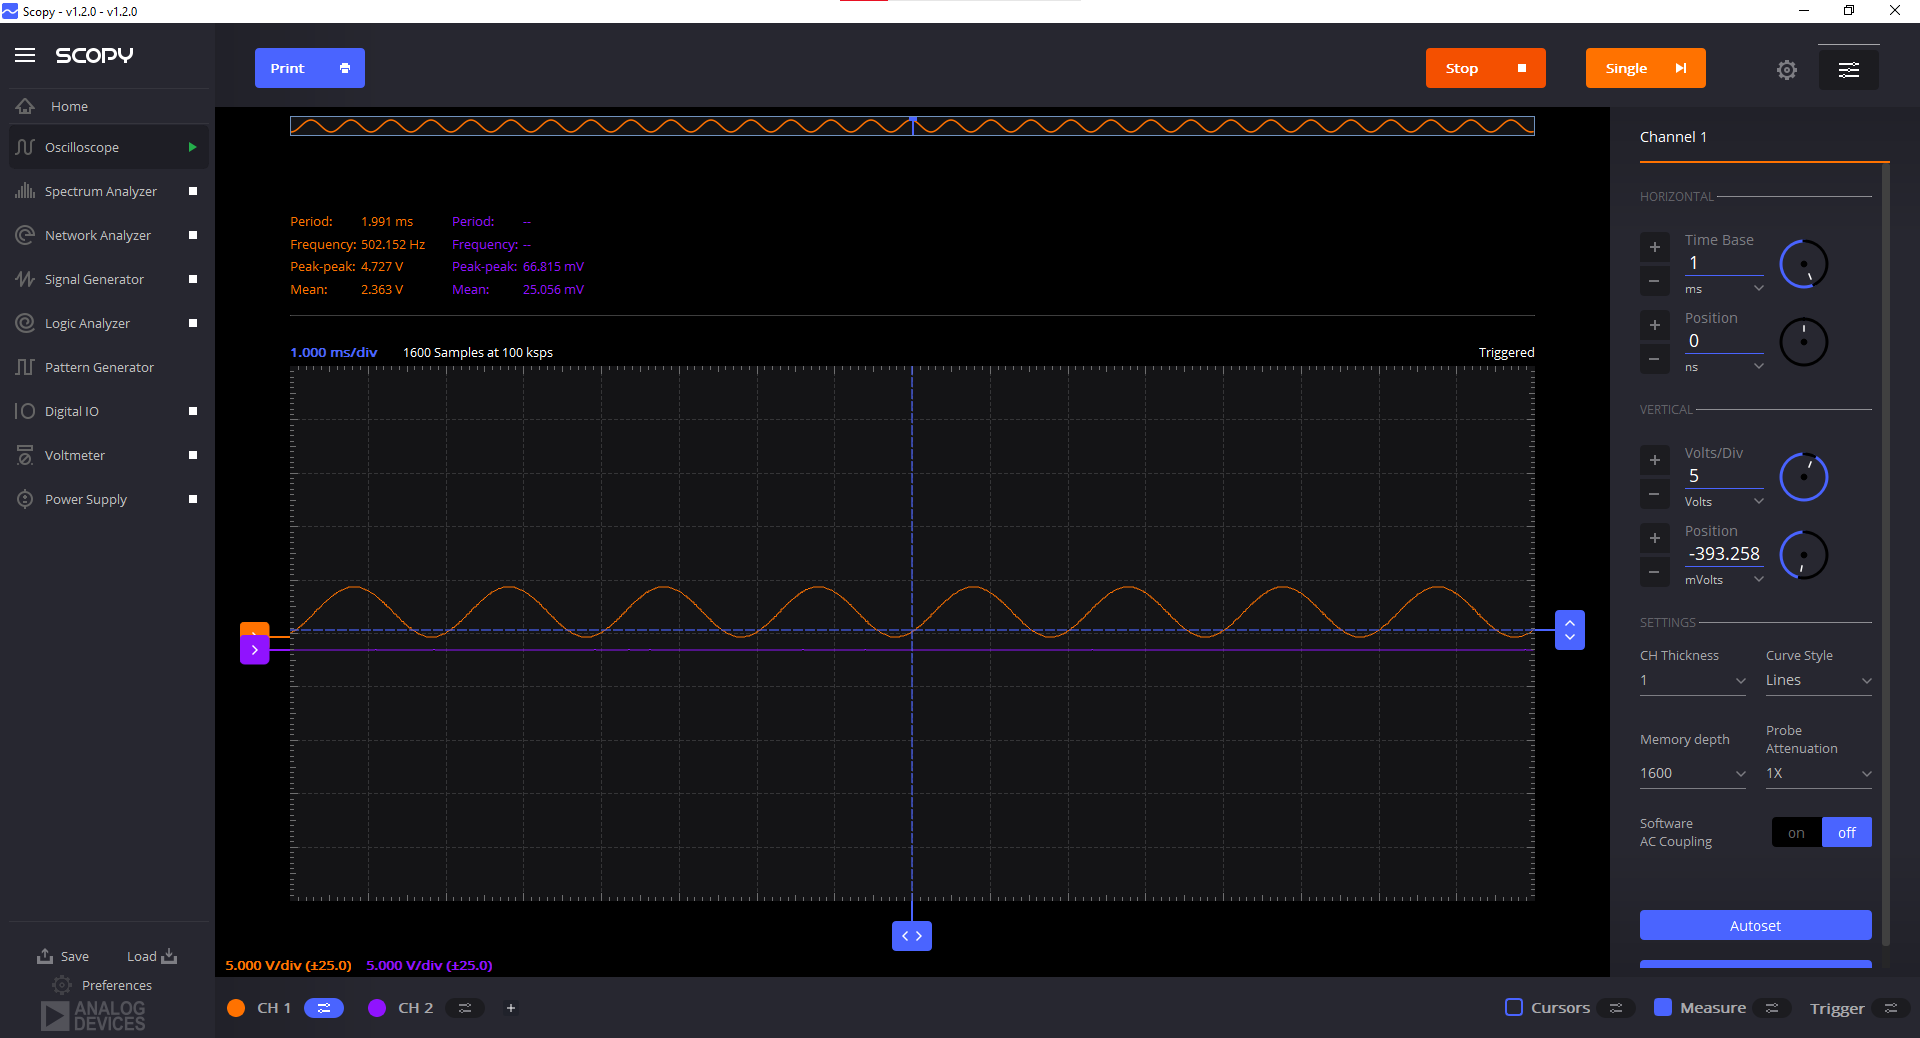 Scopy - v1.2.0 - v1.2.0
SCOPY
Print
Stop
Single
Home
Oscilloscope
Spectrum Analyzer
Network Analyzer
Signal Generator
Logic Analyzer
Pattern Generator
Digital IO
Voltmeter
Power Supply
Save
Load
Preferences
ANALOG
DEVICES
Period: 1.991 ms Period: --
Frequency: 502.152 Hz Frequency: --
Peak-peak: 4.727 V Peak-peak: 66.815 mV
Mean: 2.363 V Mean: 25.056 mV
1.000 ms/div 1600 Samples at 100 ksps Triggered
5.000 V/div (±25.0) 5.000 V/div (±25.0)
CH 1 CH 2 + Cursors Measure Trigger
Channel 1
HORIZONTAL
Time Base
1
ms
Position
0
ns
VERTICAL
Volts/Div
5
Volts
Position
-393.258
mVolts
SETTINGS
CH Thickness Curve Style
1 Lines
Memory depth Probe
Attenuation
1600 1X
Software
AC Coupling
on off
Autoset